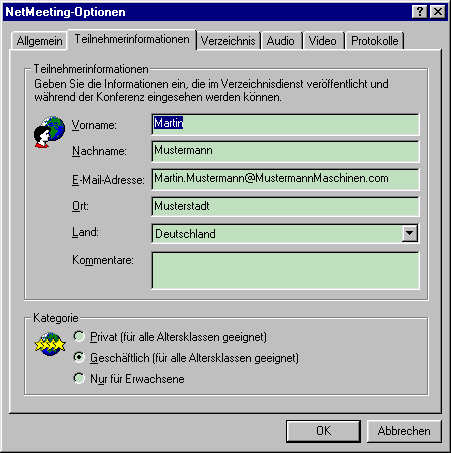 NetMeeting-Optionen
Allgemein Teilnehmerinformationen Verzeichnis Audio Video Protokolle
Teilnehmerinformationen
Geben Sie die Informationen ein, die im Verzeichnisdienst veröffentlicht und
während der Konferenz eingesehen werden können.
Vorname: Martin
Nachname: Mustermann
E-Mail-Adresse: Martin.Mustermann@MustermannMaschinen.com
Ort: Musterstadt
Land: Deutschland
Kommentare:
Kategorie
Privat (für alle Altersklassen geeignet)
Geschäftlich (für alle Altersklassen geeignet)
Nur für Erwachsene
OK Abbrechen